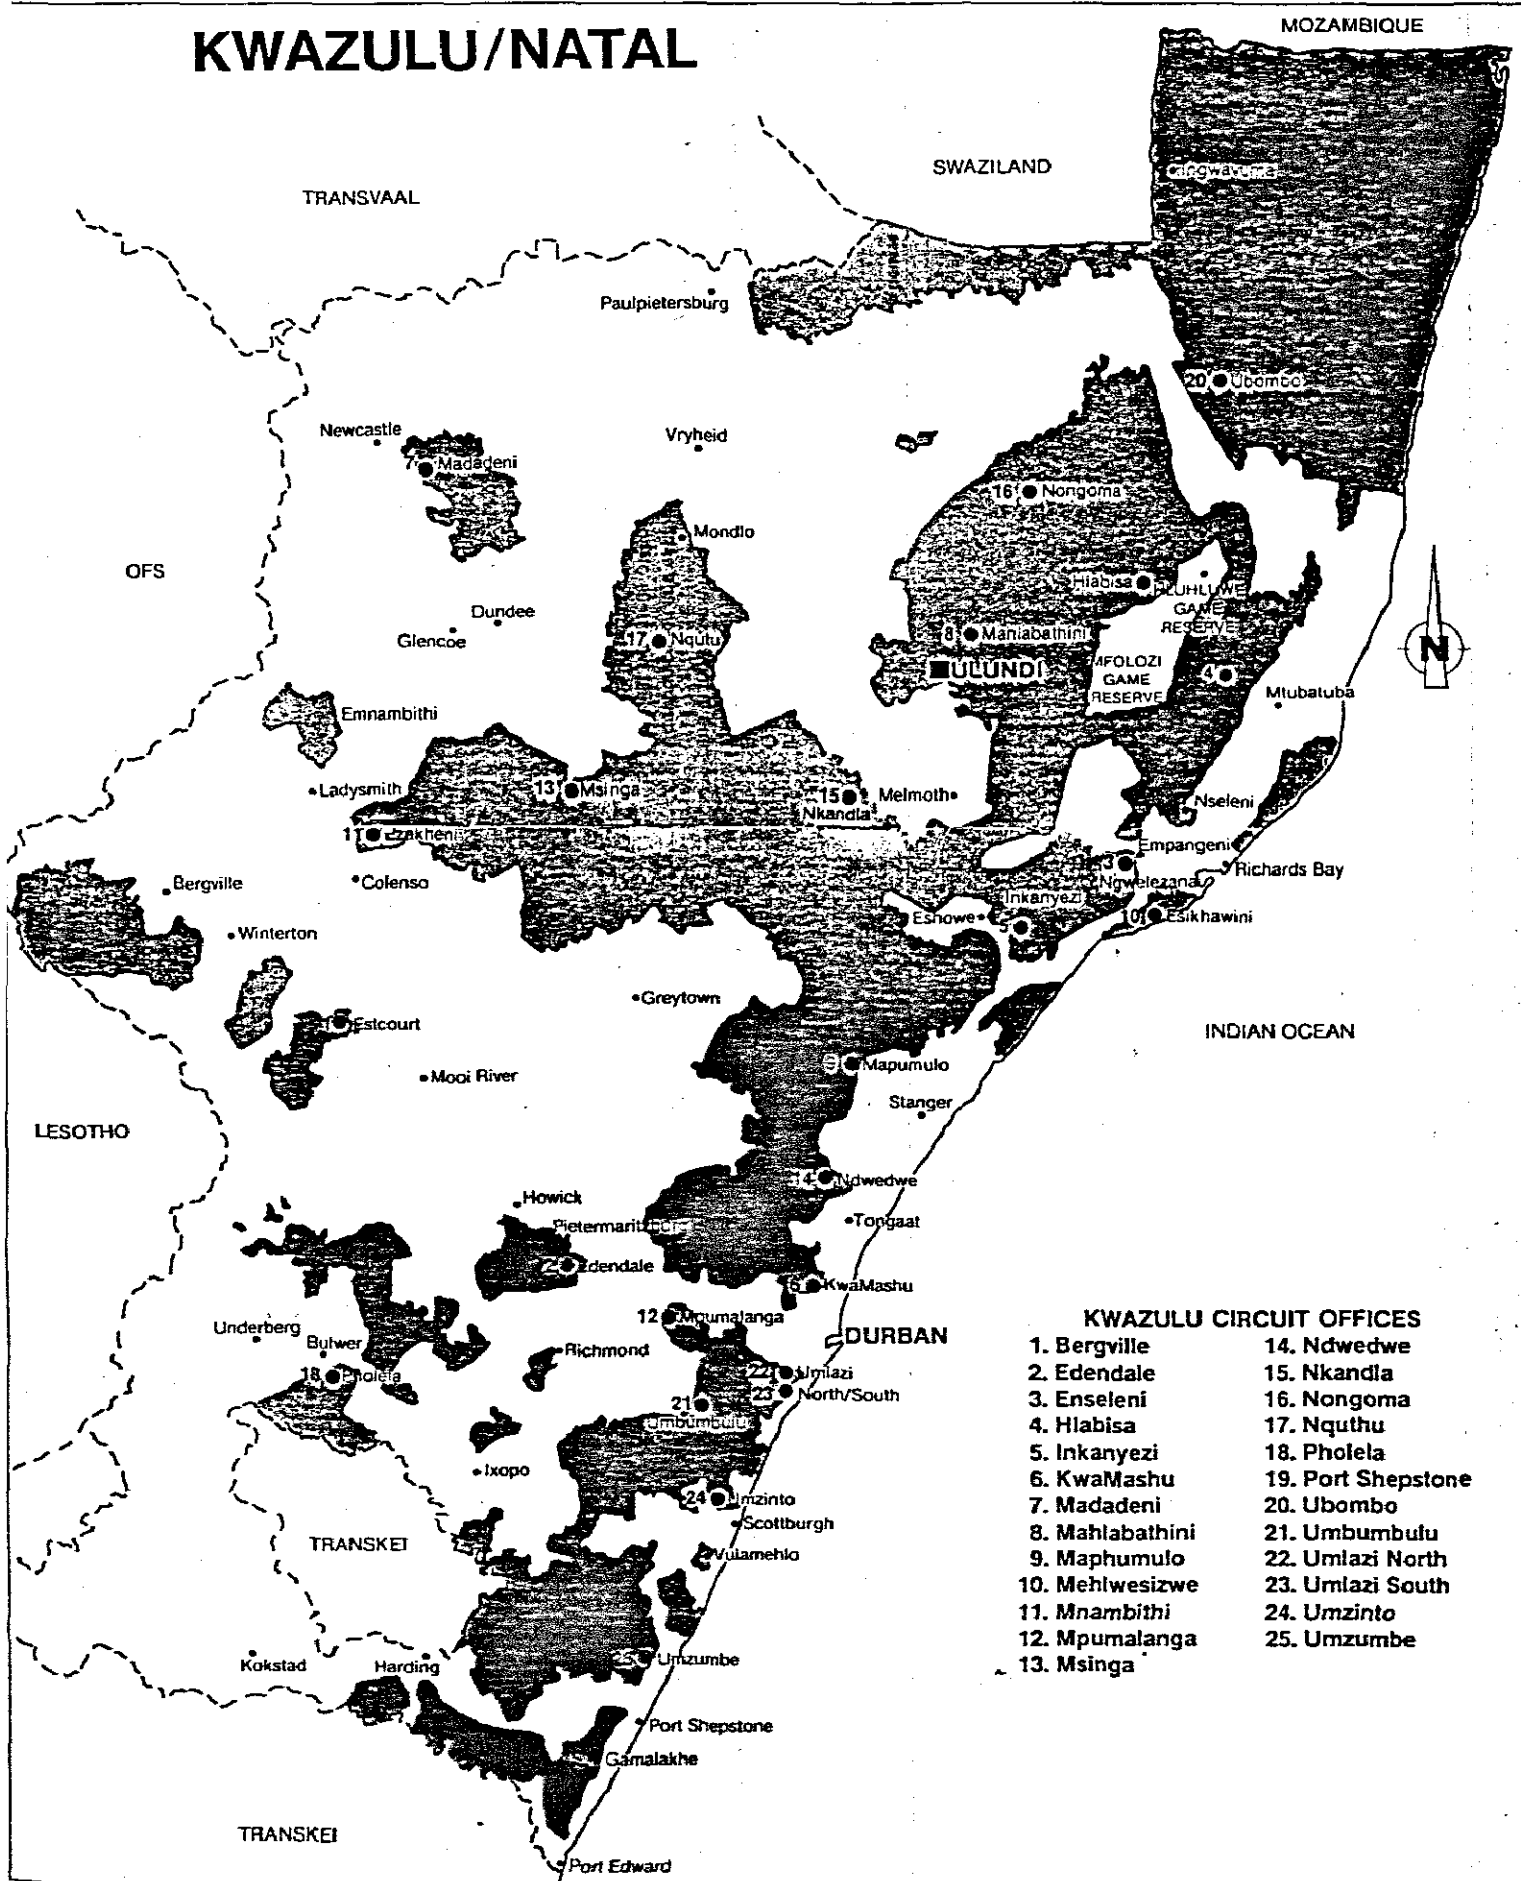 MOZAMBIQUE
KWAZULU/NATAL
SWAZILAND
TRANSVAAL
Paulpietersburg
20 Ubombo
Newcastle
Vryheid
7 Madadeni
16 Nongoma
Mondlo
OFS
Hlabisa
HLUHLUWE
GAME
RESERVE
Dundee
Glencoe
17 Nqutu
8 Mahlabathini
ULUNDI
MFOLOZI
GAME
RESERVE
4
N
Mtubatuba
Emnambithi
Ladysmith
13 Msinga
15
Nkandla
Melmoth
Nseleni
11 Ezakheni
Empangeni
3
Ngwelezana
Richards Bay
Bergville
Colenso
Inkanyezi
Eshowe
5
10 Esikhawini
Winterton
Greytown
Estcourt
INDIAN OCEAN
Mooi River
9 Mapumulo
Stanger
LESOTHO
14 Ndwedwe
Howick
Pietermaritzburg
Tongaat
2 Edendale
6 KwaMashu
12 Mpumalanga
Underberg
Bulwer
DURBAN
Richmond
18 Pholela
22 Umlazi
23 North/South
21
Umbumbulu
Ixopo
24 Umzinto
Scottburgh
TRANSKEI
Vulamehlo
Kokstad
Harding
25 Umzumbe
Port Shepstone
Gamalakhe
TRANSKEI
Port Edward
KWAZULU CIRCUIT OFFICES
1. Bergville
2. Edendale
3. Enseleni
4. Hlabisa
5. Inkanyezi
6. KwaMashu
7. Madadeni
8. Mahlabathini
9. Maphumulo
10. Mehlwesizwe
11. Mnambithi
12. Mpumalanga
13. Msinga
14. Ndwedwe
15. Nkandla
16. Nongoma
17. Nquthu
18. Pholela
19. Port Shepstone
20. Ubombo
21. Umbumbulu
22. Umlazi North
23. Umlazi South
24. Umzinto
25. Umzumbe